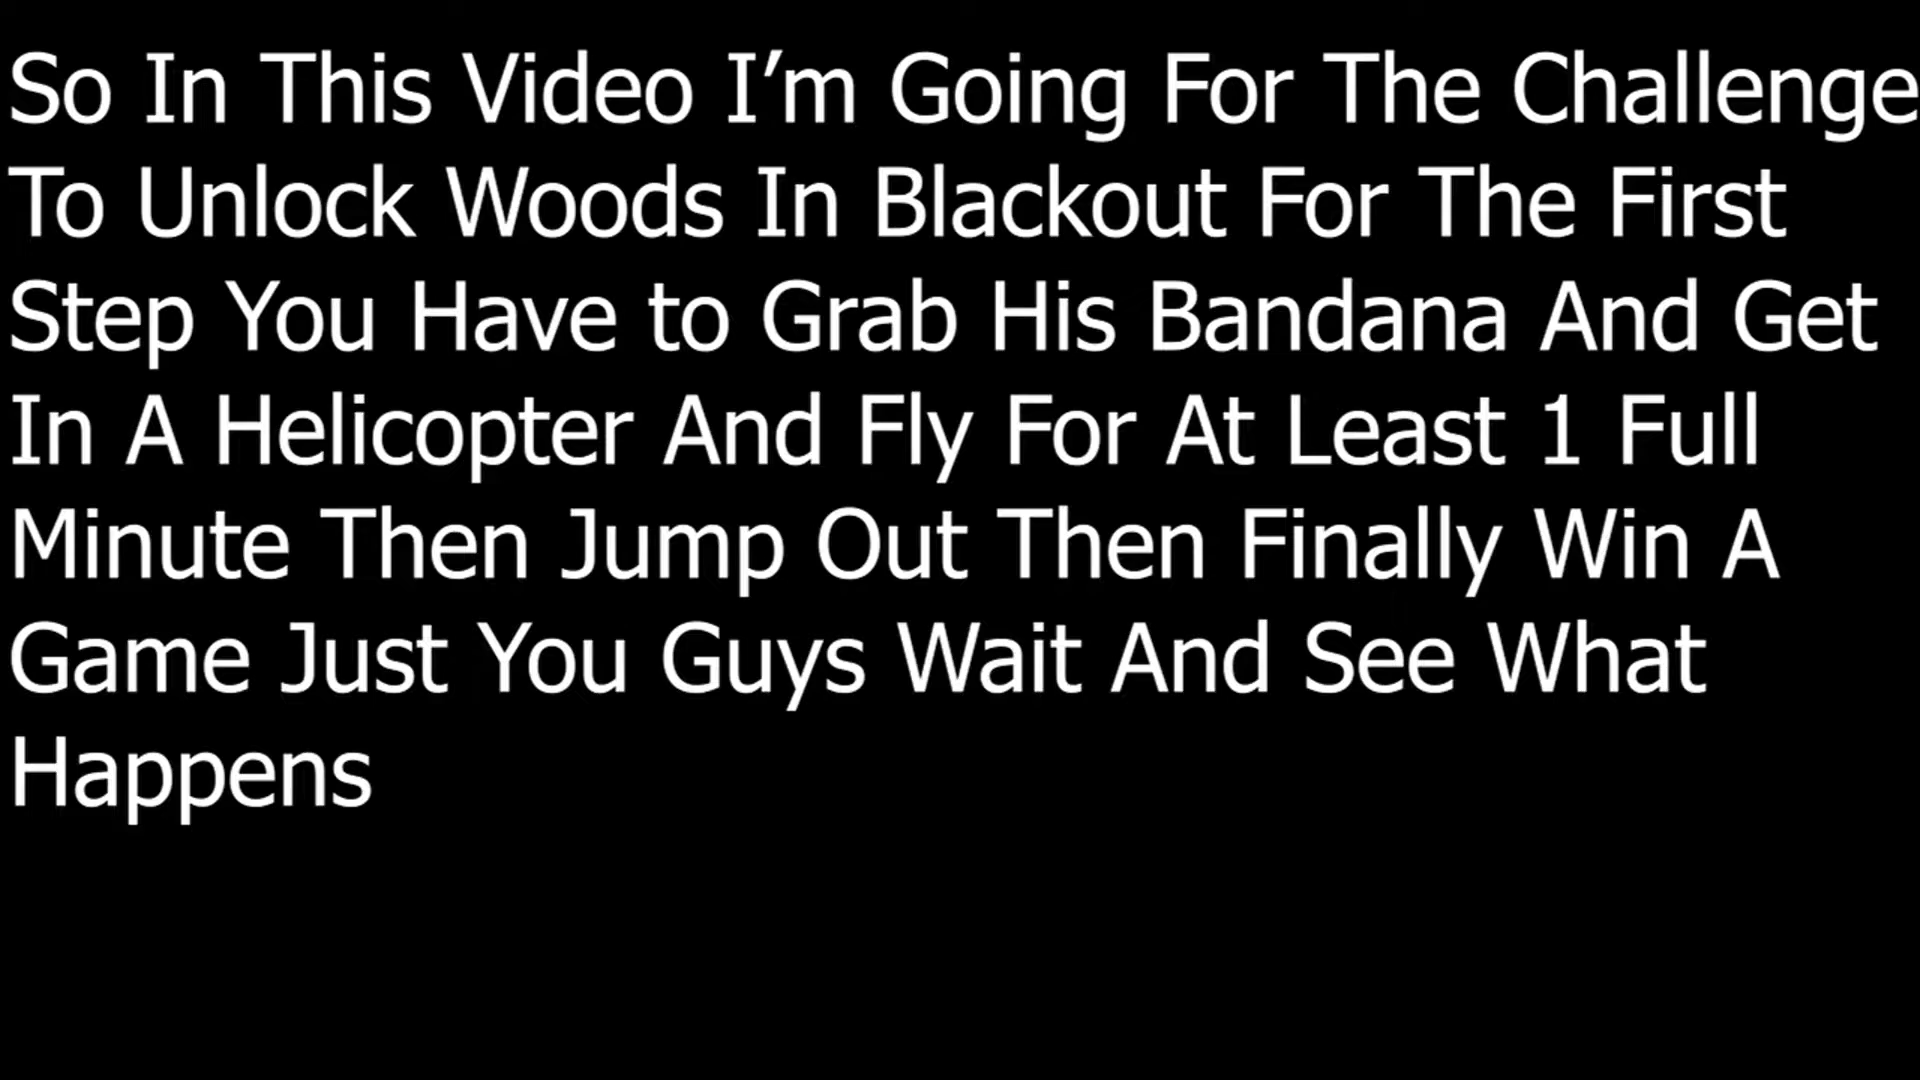 So In This Video I’m Going For The Challenge
To Unlock Woods In Blackout For The First
Step You Have to Grab His Bandana And Get
In A Helicopter And Fly For At Least 1 Full
Minute Then Jump Out Then Finally Win A
Game Just You Guys Wait And See What
Happens